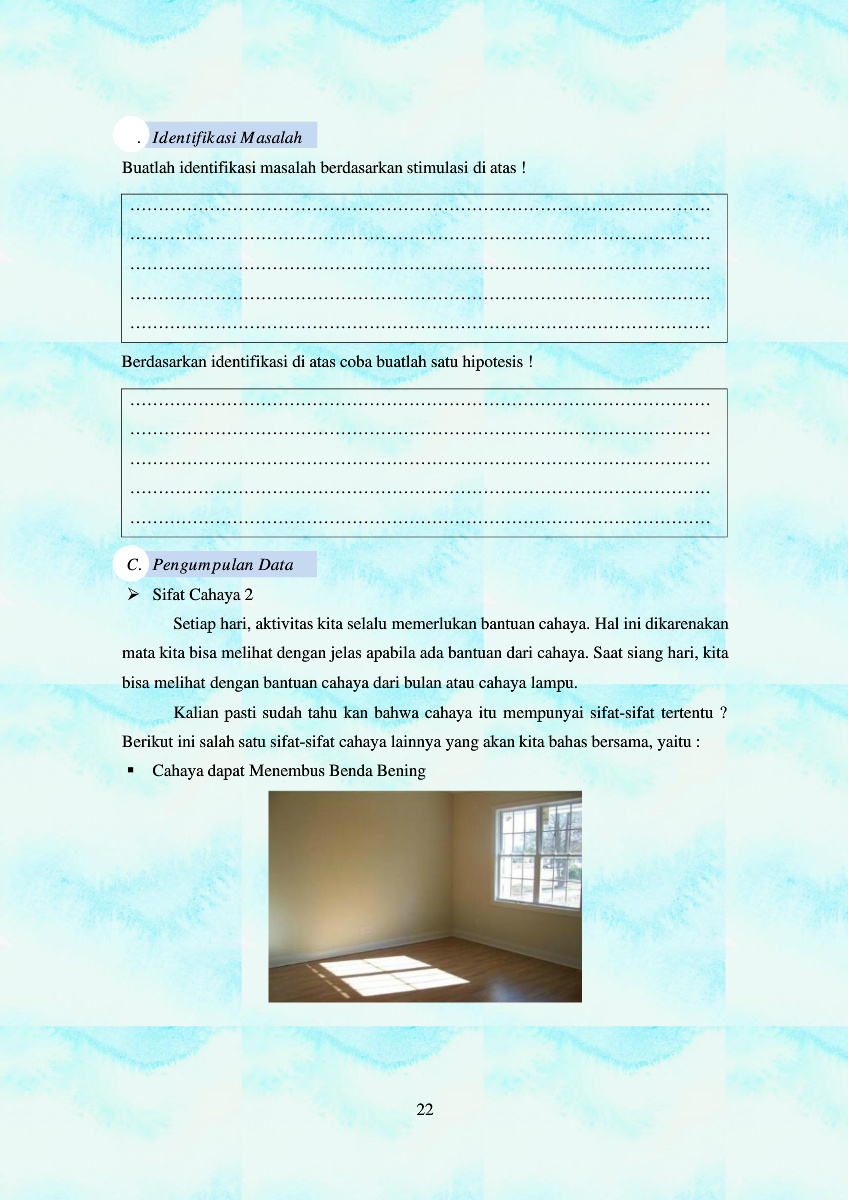 . Identifikasi Masalah
Buatlah identifikasi masalah berdasarkan stimulasi di atas !
……………………………………………………………………………………………
……………………………………………………………………………………………
……………………………………………………………………………………………
……………………………………………………………………………………………
……………………………………………………………………………………………
Berdasarkan identifikasi di atas coba buatlah satu hipotesis !
……………………………………………………………………………………………
……………………………………………………………………………………………
……………………………………………………………………………………………
……………………………………………………………………………………………
……………………………………………………………………………………………
C. Pengumpulan Data
➢ Sifat Cahaya 2
Setiap hari, aktivitas kita selalu memerlukan bantuan cahaya. Hal ini dikarenakan
mata kita bisa melihat dengan jelas apabila ada bantuan dari cahaya. Saat siang hari, kita
bisa melihat dengan bantuan cahaya dari bulan atau cahaya lampu.
Kalian pasti sudah tahu kan bahwa cahaya itu mempunyai sifat-sifat tertentu ?
Berikut ini salah satu sifat-sifat cahaya lainnya yang akan kita bahas bersama, yaitu :
▪ Cahaya dapat Menembus Benda Bening
22